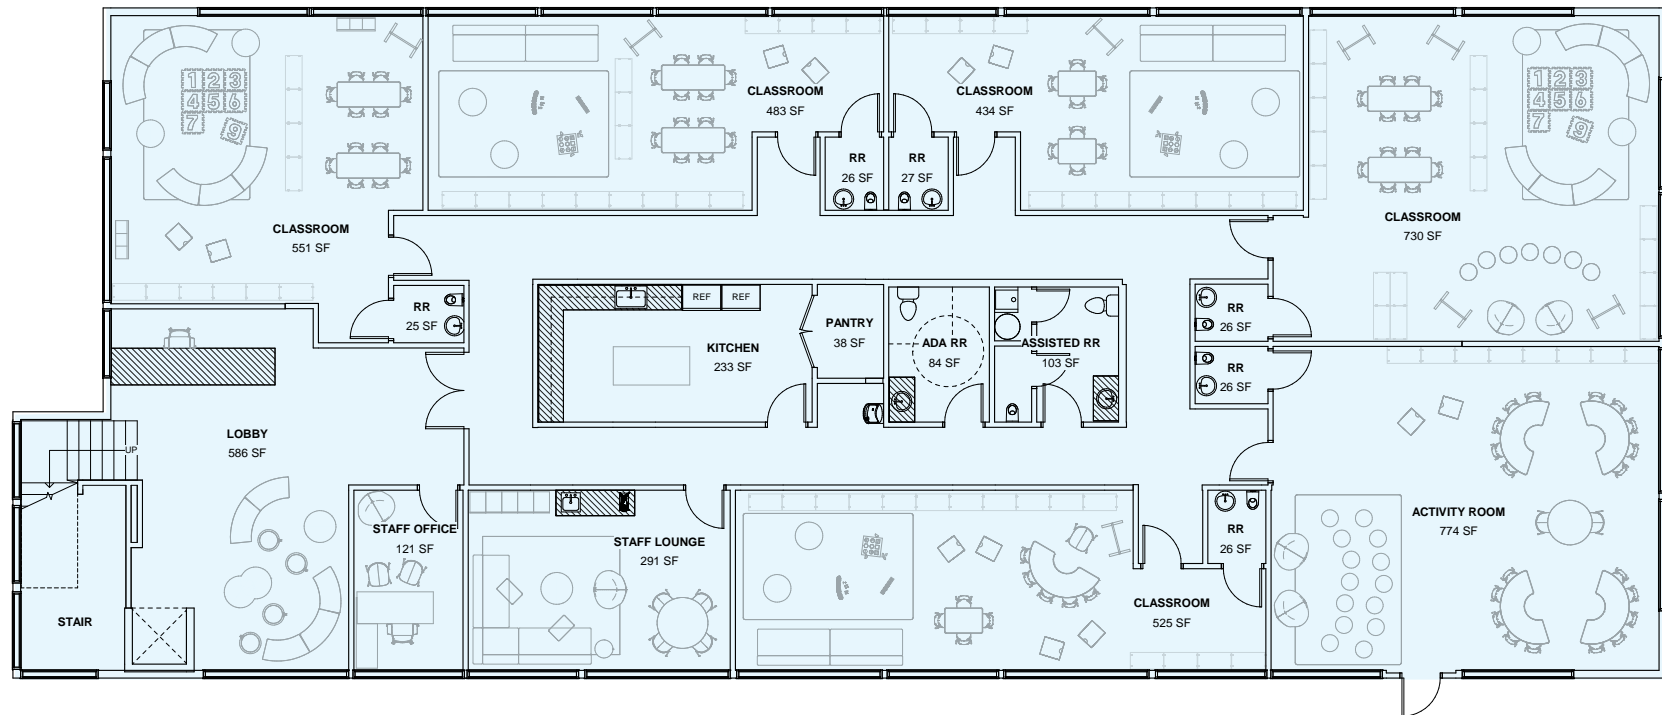 1 2 3
4 5 6
7
8
CLASSROOM
483 SF
CLASSROOM
434 SF
1 2 3
4 5 6
7
8
RR
26 SF
RR
27 SF
CLASSROOM
551 SF
CLASSROOM
730 SF
REF
REF
RR
25 SF
RR
26 SF
PANTRY
38 SF
KITCHEN
233 SF
ADA RR
84 SF
ASSISTED RR
103 SF
RR
26 SF
LOBBY
586 SF
UP
ACTIVITY ROOM
774 SF
STAFF OFFICE
121 SF
STAFF LOUNGE
291 SF
RR
26 SF
CLASSROOM
525 SF
STAIR